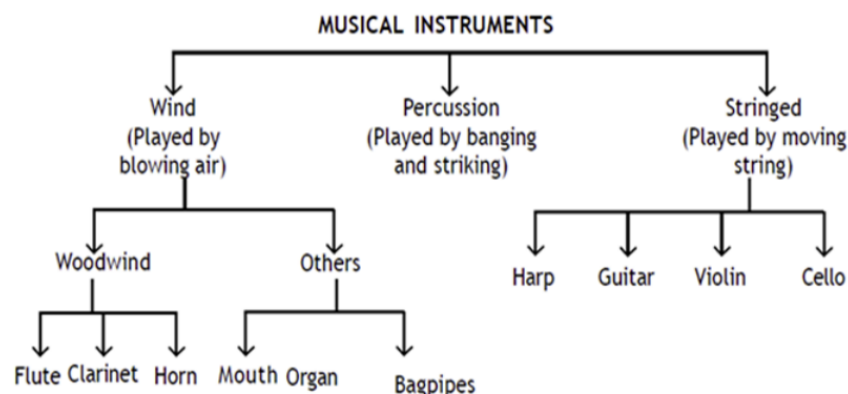 MUSICAL INSTRUMENTS
Wind
(Played by
blowing air)
Percussion
(Played by banging
and striking)
Stringed
(Played by moving
string)
Woodwind
Others
Harp
Guitar
Violin
Cello
Flute
Clarinet
Horn
Mouth Organ
Bagpipes